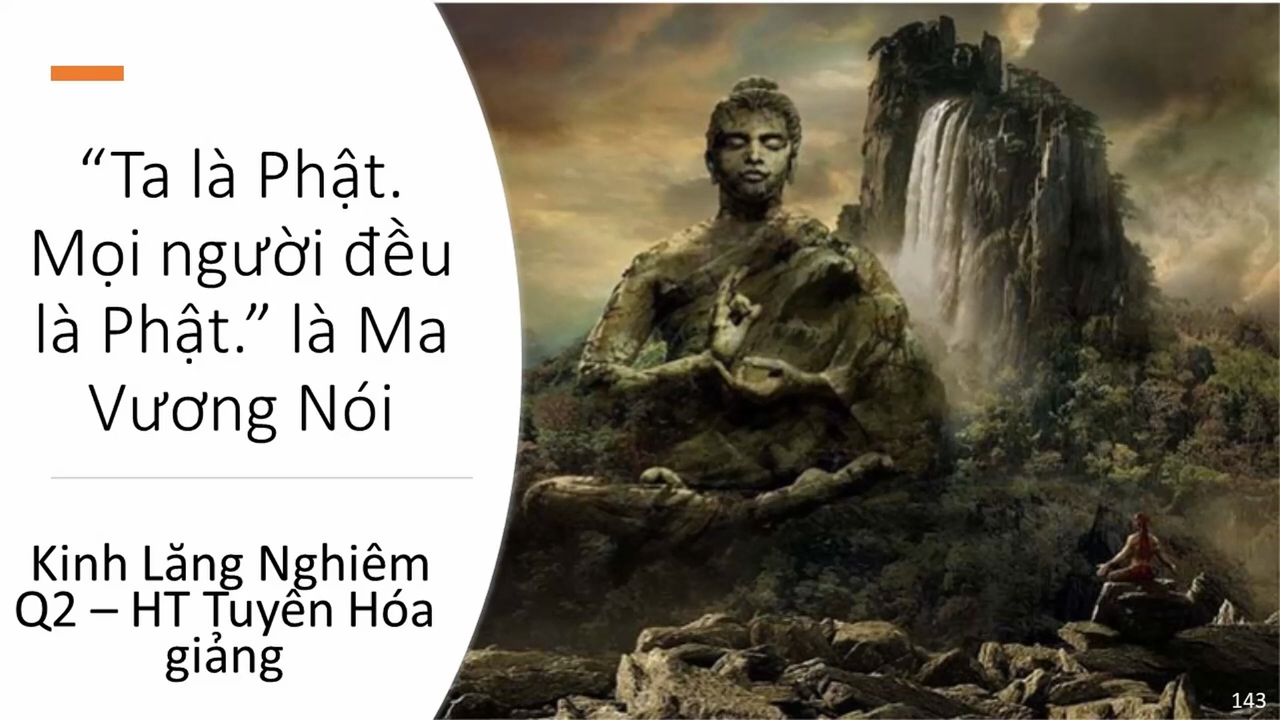 “Ta là Phật.
Mọi người đều
là Phật.” là Ma
Vương Nói
Kinh Lăng Nghiêm
Q2 – HT Tuyên Hóa
giảng
143